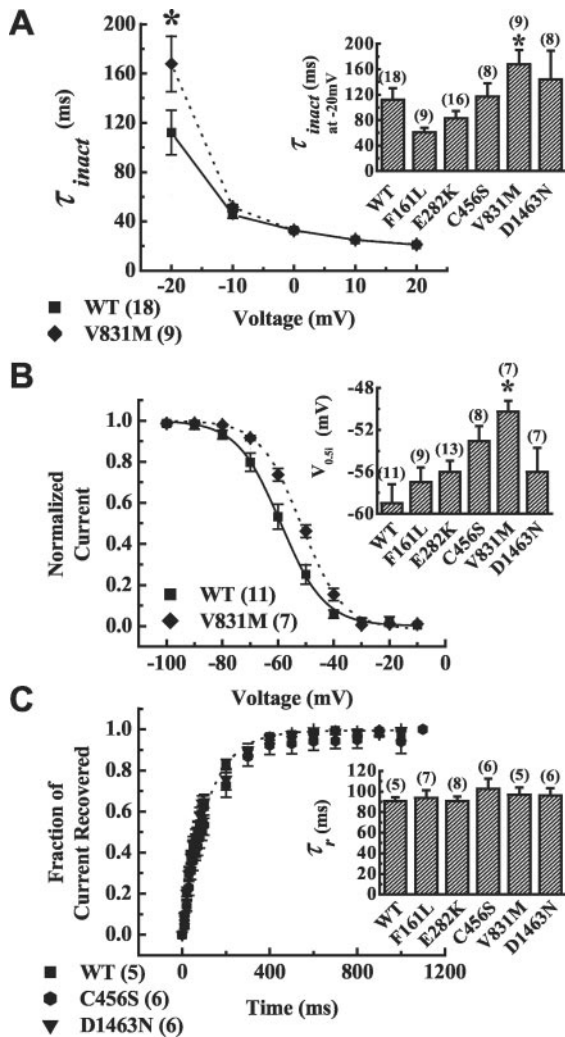 A
*
τ inact (ms)
200
160
120
80
40
0
-20 -10 0 10 20
Voltage (mV)
WT (18)
V831M (9)
τ inact (ms)
at -20mV
200
160
120
80
40
0
(18) (9) (16) (8) (9) * (8)
WT F161L E282K C456S V831M D1463N
B
Normalized
Current
1.0
0.8
0.6
0.4
0.2
0.0
-100 -80 -60 -40 -20 0
Voltage (mV)
WT (11)
V831M (7)
V0.5i (mV)
-48
-52
-56
-60
(11) (9) (13) (8) (7) * (7)
WT F161L E282K C456S V831M D1463N
C
Fraction of
Current Recovered
1.0
0.8
0.6
0.4
0.2
0.0
0 400 800 1200
Time (ms)
WT (5)
C456S (6)
D1463N (6)
τr (ms)
120
100
80
60
40
20
0
(5) (7) (8) (6) (5) (6)
WT F161L E282K C456S V831M D1463N